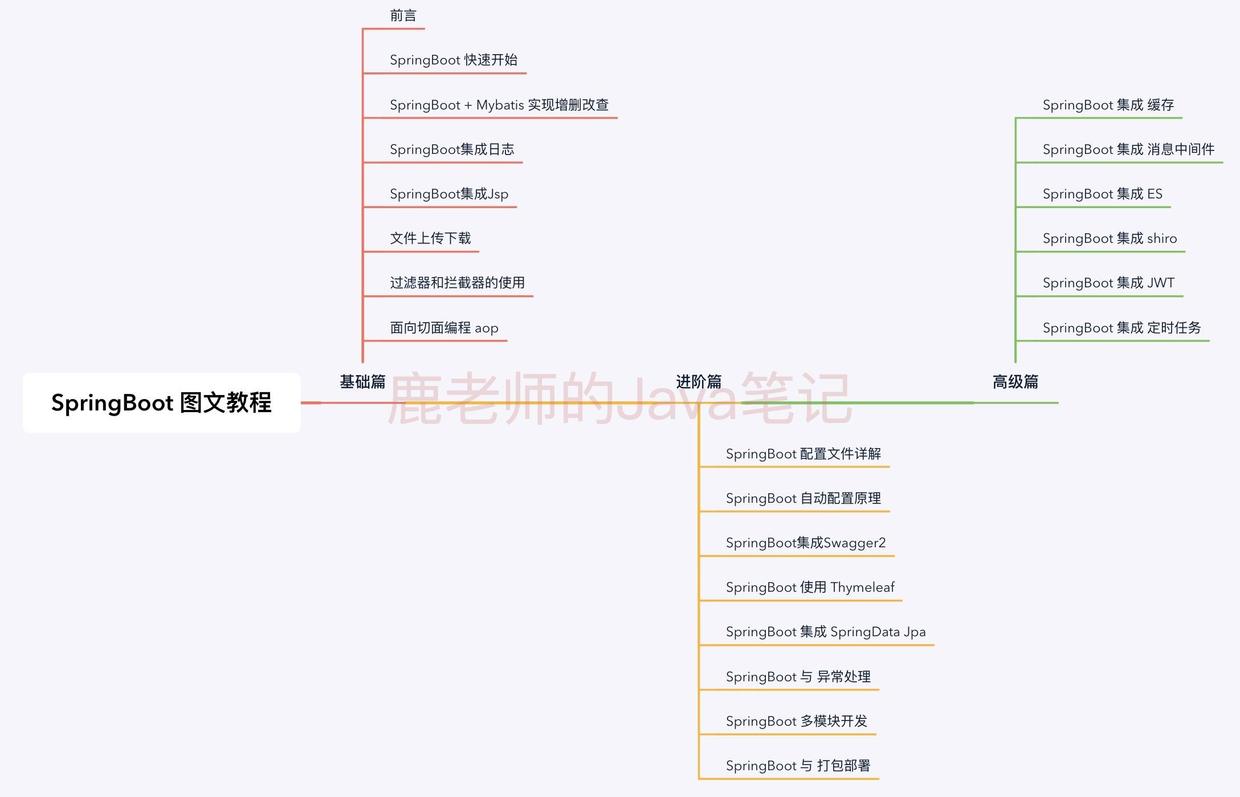 SpringBoot 图文教程
基础篇
前言
SpringBoot 快速开始
SpringBoot + Mybatis 实现增删改查
SpringBoot集成日志
SpringBoot集成Jsp
文件上传下载
过滤器和拦截器的使用
面向切面编程 aop
进阶篇
SpringBoot 配置文件详解
SpringBoot 自动配置原理
SpringBoot集成Swagger2
SpringBoot 使用 Thymeleaf
SpringBoot 集成 SpringData Jpa
SpringBoot 与 异常处理
SpringBoot 多模块开发
SpringBoot 与 打包部署
高级篇
SpringBoot 集成 缓存
SpringBoot 集成 消息中间件
SpringBoot 集成 ES
SpringBoot 集成 shiro
SpringBoot 集成 JWT
SpringBoot 集成 定时任务
鹿老师的Java笔记